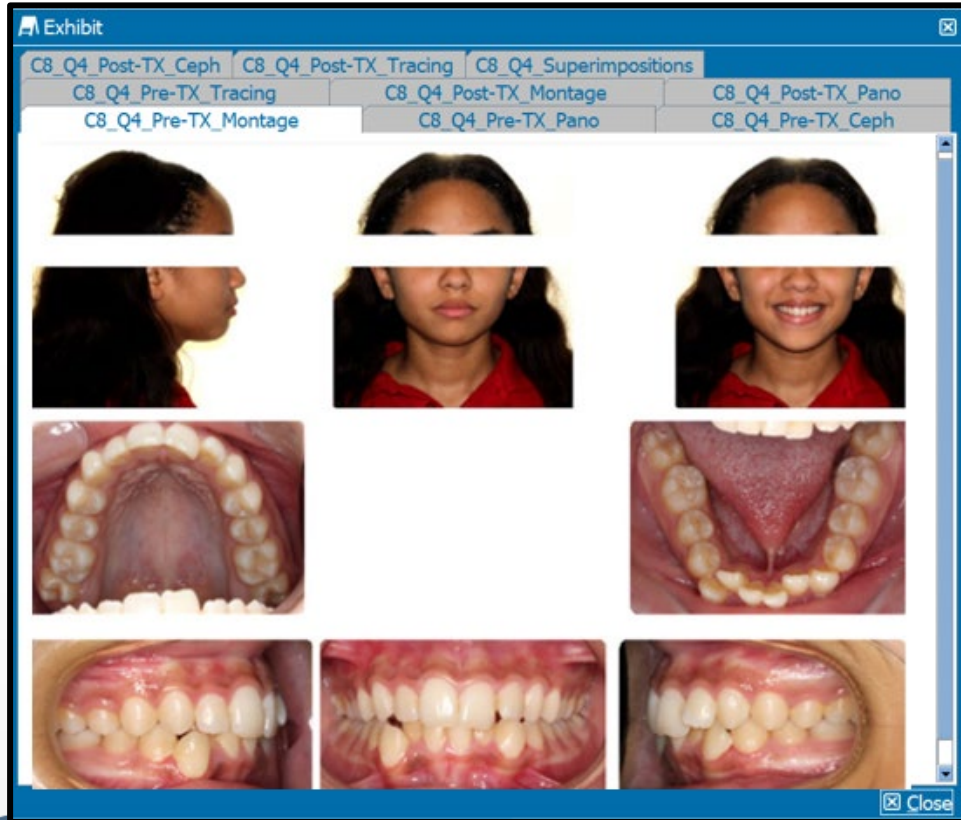 Exhibit
C8_Q4_Post-TX_Ceph C8_Q4_Post-TX_Tracing C8_Q4_Superimpositions
C8_Q4_Pre-TX_Tracing C8_Q4_Post-TX_Montage C8_Q4_Post-TX_Pano
C8_Q4_Pre-TX_Montage C8_Q4_Pre-TX_Pano C8_Q4_Pre-TX_Ceph
Close